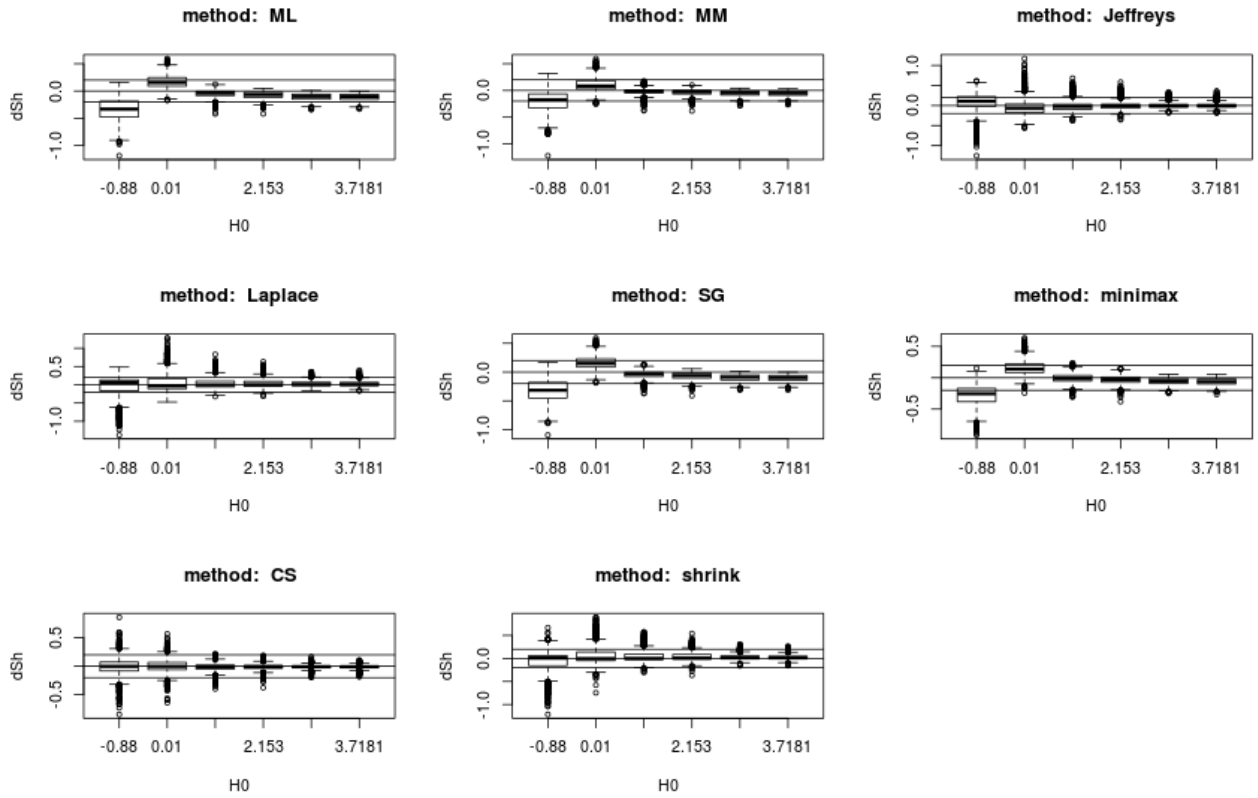 method: ML
dSh
0.0
-1.0
-0.88 0.01 2.153 3.7181
H0
method: MM
dSh
0.0
-1.0
-0.88 0.01 2.153 3.7181
H0
method: Jeffreys
dSh
1.0
0.0
-1.0
-0.88 0.01 2.153 3.7181
H0
method: Laplace
dSh
0.5
-1.0
-0.88 0.01 2.153 3.7181
H0
method: SG
dSh
0.0
-1.0
-0.88 0.01 2.153 3.7181
H0
method: minimax
dSh
0.5
-0.5
-0.88 0.01 2.153 3.7181
H0
method: CS
dSh
0.5
-0.5
-0.88 0.01 2.153 3.7181
H0
method: shrink
dSh
0.0
-1.0
-0.88 0.01 2.153 3.7181
H0